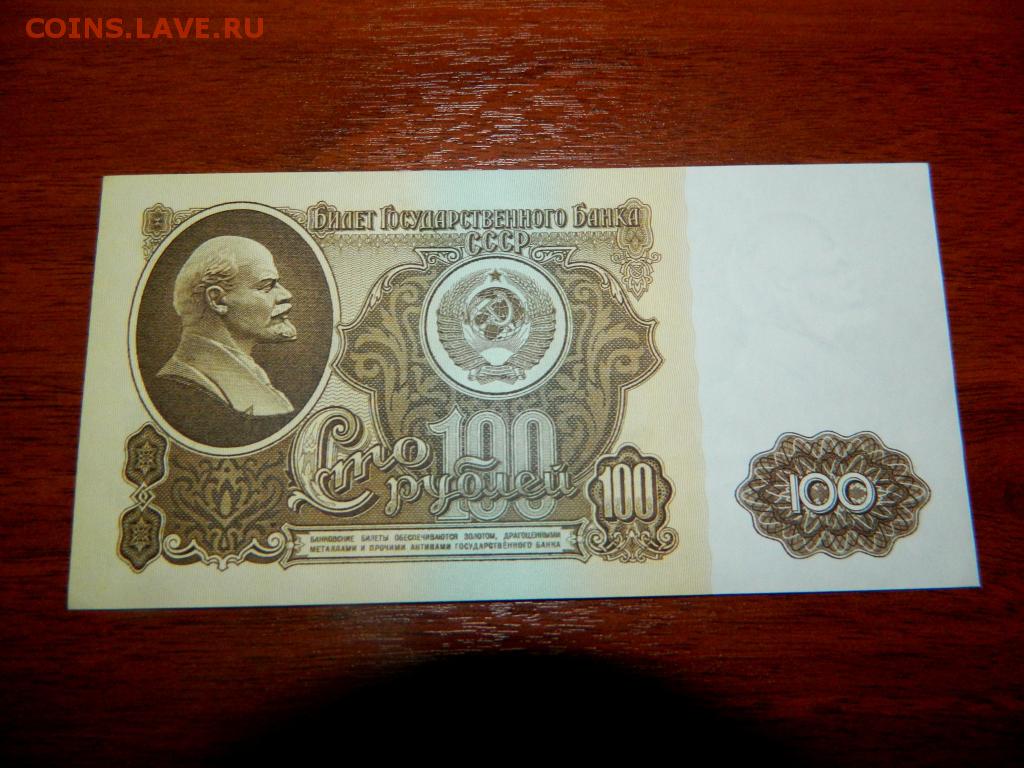 COINS.LAVE.RU
Билет Государственного Банка
СССР
100
Сто
рублей
100
100
БАНКОВСКИЕ БИЛЕТЫ ОБЕСПЕЧИВАЮТСЯ ЗОЛОТОМ, ДРАГОЦЕННЫМИ
МЕТАЛЛАМИ И ПРОЧИМИ АКТИВАМИ ГОСУДАРСТВЕННОГО БАНКА